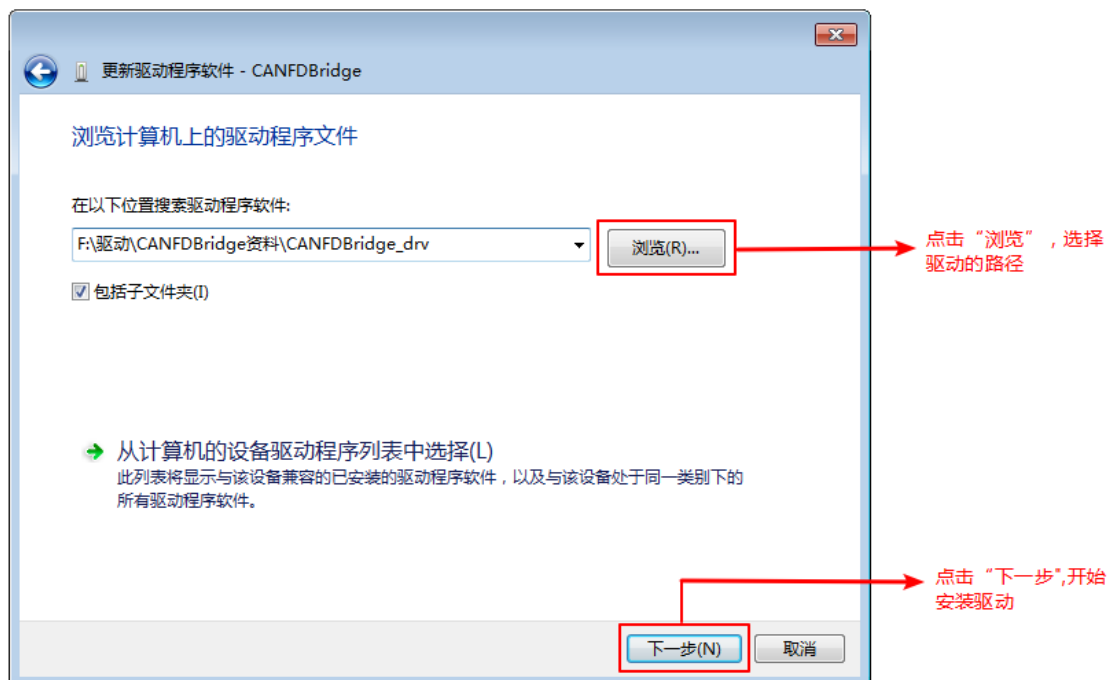 更新驱动程序软件 - CANFDBridge
浏览计算机上的驱动程序文件
在以下位置搜索驱动程序软件:
F:\驱动\CANFDBridge资料\CANFDBridge_drv
浏览(R)...
点击“浏览”，选择
驱动的路径
包括子文件夹(I)
从计算机的设备驱动程序列表中选择(L)
此列表将显示与该设备兼容的已安装的驱动程序软件，以及与该设备处于同一类别下的
所有驱动程序软件。
点击“下一步",开始
安装驱动
下一步(N)
取消